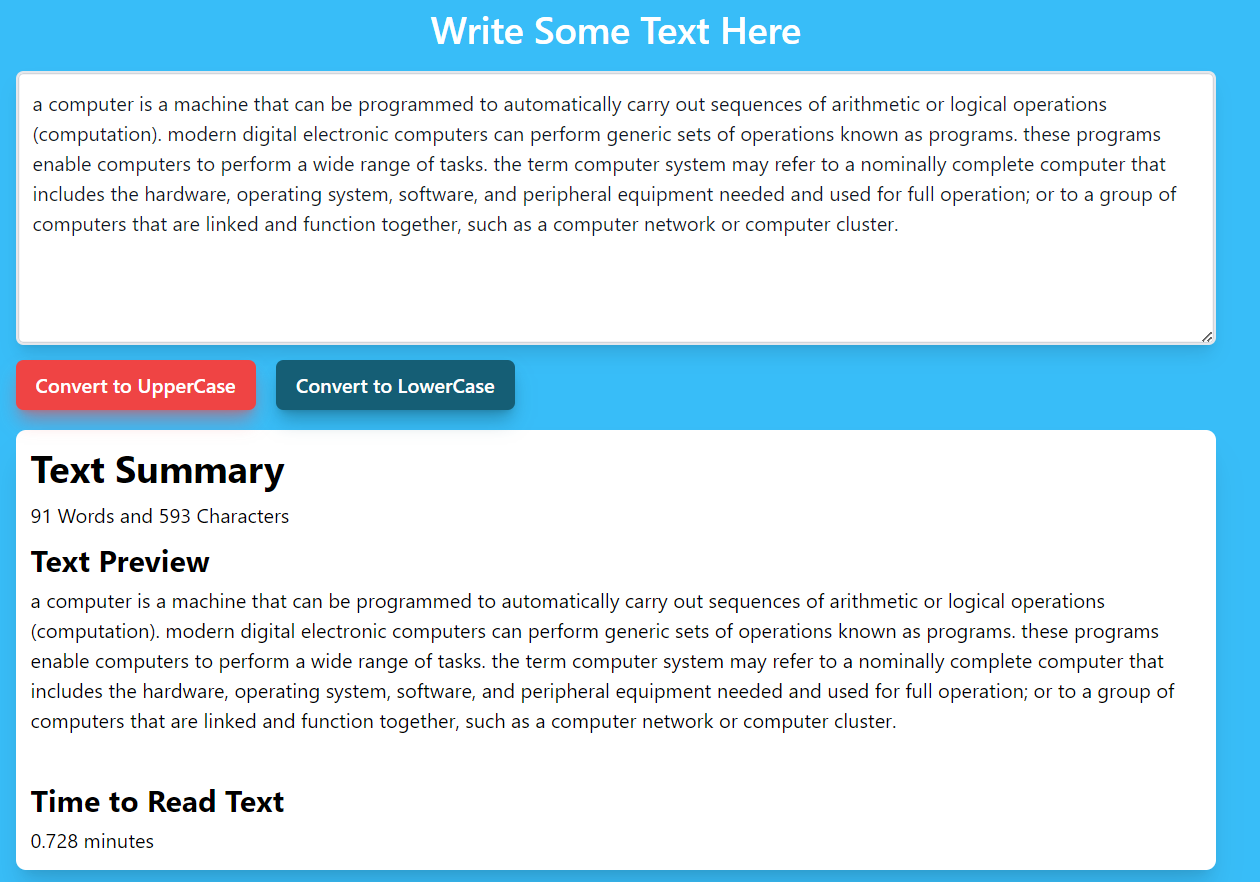 Write Some Text Here
a computer is a machine that can be programmed to automatically carry out sequences of arithmetic or logical operations
(computation). modern digital electronic computers can perform generic sets of operations known as programs. these programs
enable computers to perform a wide range of tasks. the term computer system may refer to a nominally complete computer that
includes the hardware, operating system, software, and peripheral equipment needed and used for full operation; or to a group of
computers that are linked and function together, such as a computer network or computer cluster.
Convert to UpperCase
Convert to LowerCase
Text Summary
91 Words and 593 Characters
Text Preview
a computer is a machine that can be programmed to automatically carry out sequences of arithmetic or logical operations
(computation). modern digital electronic computers can perform generic sets of operations known as programs. these programs
enable computers to perform a wide range of tasks. the term computer system may refer to a nominally complete computer that
includes the hardware, operating system, software, and peripheral equipment needed and used for full operation; or to a group of
computers that are linked and function together, such as a computer network or computer cluster.
Time to Read Text
0.728 minutes